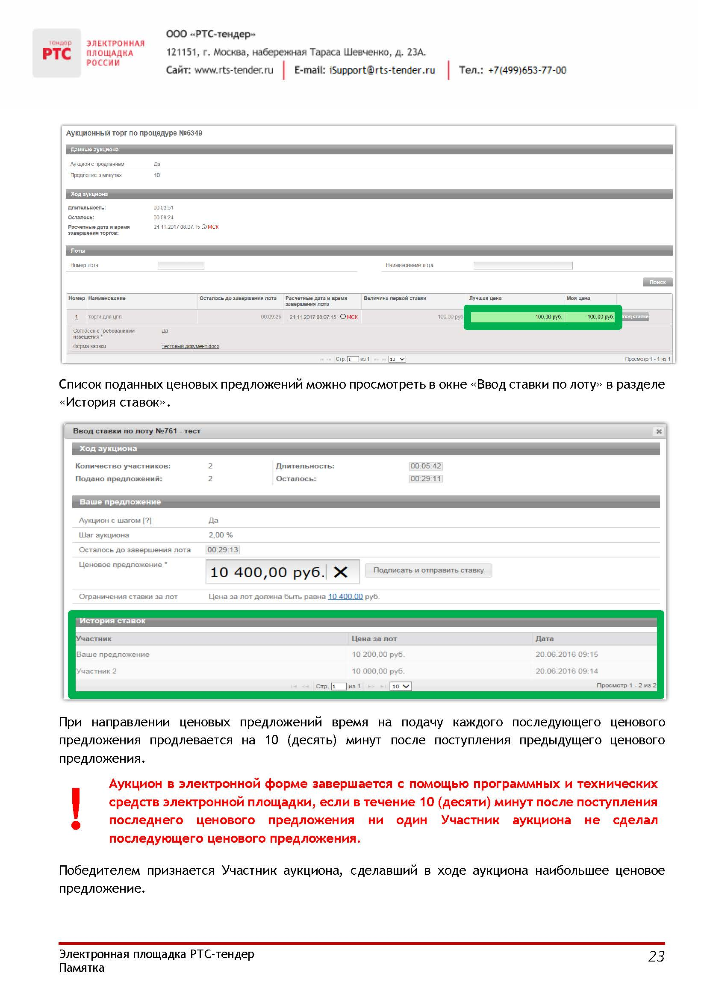 тендер
РТС
ЭЛЕКТРОННАЯ
ПЛОЩАДКА
РОССИИ
ООО «РТС-тендер»
121151, г. Москва, набережная Тараса Шевченко, д. 23А.
Сайт: www.rts-tender.ru E-mail: iSupport@rts-tender.ru Тел.: +7(499)653-77-00
Аукционный торг по процедуре №6349
Данные аукциона
Аукцион с продлением Да
Продление в минутах 10
Ход аукциона
Длительность: 00:02:51
Осталось: 00:09:24
Расчетные дата и время 24.11.2017 08:07:15 МСК
завершения торгов:
Лоты
Номер лота Наименование лота
Поиск
Номер Наименование Осталось до завершения лота Расчетные дата и время Величина первой ставки Лучшая цена Моя цена
завершения лота
1 торги для цпп 00:09:26 24.11.2017 08:07:15 МСК 100,00 руб 100,00 руб. 100,00 руб. вод ставки
Согласен с требованиями Да
извещения *
Форма заявки тестовый документ.docx
Стр. 1 из 1 10 Просмотр 1 - 1 из 1
Список поданных ценовых предложений можно просмотреть в окне «Ввод ставки по лоту» в разделе
«История ставок».
Ввод ставки по лоту №761 - тест
Ход аукциона
Количество участников: 2 Длительность: 00:05:42
Подано предложений: 2 Осталось: 00:29:11
Ваше предложение
Аукцион с шагом [?] Да
Шаг аукциона 2,00 %
Осталось до завершения лота 00:29:13
Ценовое предложение * 10 400,00 руб. Подписать и отправить ставку
Ограничения ставки за лот Цена за лот должна быть равна 10 400,00 руб.
История ставок
Участник Цена за лот Дата
Ваше предложение 10 200,00 руб. 20.06.2016 09:15
Участник 2 10 000,00 руб. 20.06.2016 09:14
Стр. 1 из 1 10 Просмотр 1 - 2 из 2
При направлении ценовых предложений время на подачу каждого последующего ценового
предложения продлевается на 10 (десять) минут после поступления предыдущего ценового
предложения.
! Аукцион в электронной форме завершается с помощью программных и технических
средств электронной площадки, если в течение 10 (десяти) минут после поступления
последнего ценового предложения ни один Участник аукциона не сделал
последующего ценового предложения.
Победителем признается Участник аукциона, сделавший в ходе аукциона наибольшее ценовое
предложение.
Электронная площадка РТС-тендер 23
Памятка